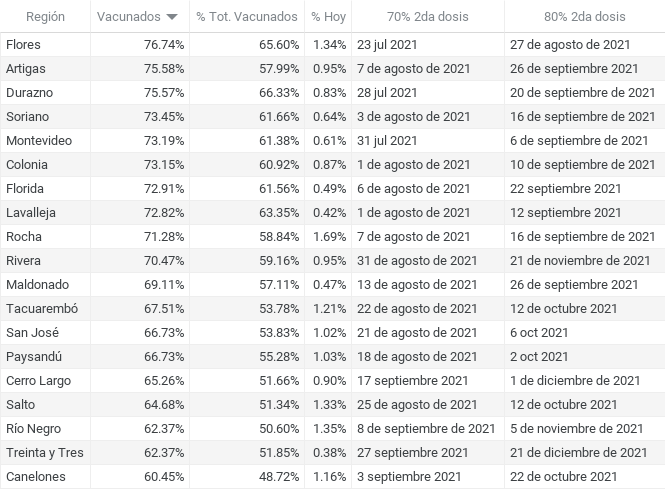 Región Vacunados % Tot. Vacunados % Hoy 70% 2da dosis 80% 2da dosis
Flores 76.74% 65.60% 1.34% 23 jul 2021 27 de agosto de 2021
Artigas 75.58% 57.99% 0.95% 7 de agosto de 2021 26 de septiembre de 2021
Durazno 75.57% 66.33% 0.83% 28 jul 2021 20 de septiembre de 2021
Soriano 73.45% 61.66% 0.64% 3 de agosto de 2021 16 de septiembre de 2021
Montevideo 73.19% 61.38% 0.61% 31 jul 2021 6 de septiembre de 2021
Colonia 73.15% 60.92% 0.87% 1 de agosto de 2021 10 de septiembre de 2021
Florida 72.91% 61.56% 0.49% 6 de agosto de 2021 22 septiembre 2021
Lavalleja 72.82% 63.35% 0.42% 1 de agosto de 2021 12 septiembre 2021
Rocha 71.28% 58.84% 1.69% 7 de agosto de 2021 16 de septiembre de 2021
Rivera 70.47% 59.16% 0.95% 31 de agosto de 2021 21 de noviembre de 2021
Maldonado 69.11% 57.11% 0.47% 13 de agosto de 2021 26 de septiembre de 2021
Tacuarembó 67.51% 53.78% 1.21% 22 de agosto de 2021 12 de octubre 2021
San José 66.73% 53.83% 1.02% 21 de agosto de 2021 6 oct 2021
Paysandú 66.73% 55.28% 1.03% 18 de agosto de 2021 2 oct 2021
Cerro Largo 65.26% 51.66% 0.90% 17 septiembre 2021 1 de diciembre de 2021
Salto 64.68% 51.34% 1.33% 25 de agosto de 2021 12 de octubre 2021
Río Negro 62.37% 50.60% 1.35% 8 de septiembre de 2021 5 de noviembre de 2021
Treinta y Tres 62.37% 51.85% 0.38% 27 septiembre 2021 21 de diciembre de 2021
Canelones 60.45% 48.72% 1.16% 3 septiembre 2021 22 de octubre 2021